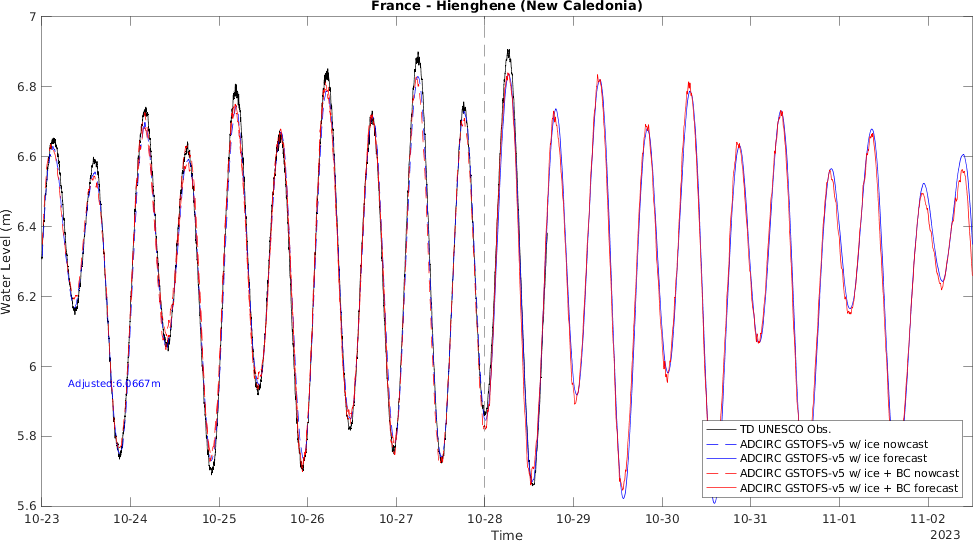 France - Hienghene (New Caledonia)
7
6.8
6.6
6.4
6.2
6
5.8
5.6
Water Level (m)
Adjusted:6.0667m
TD UNESCO Obs.
ADCIRC GSTOFS-v5 w/ ice nowcast
ADCIRC GSTOFS-v5 w/ ice forecast
ADCIRC GSTOFS-v5 w/ ice + BC nowcast
ADCIRC GSTOFS-v5 w/ ice + BC forecast
10-23 10-24 10-25 10-26 10-27 10-28 10-29 10-30 10-31 11-01 11-02
Time
2023